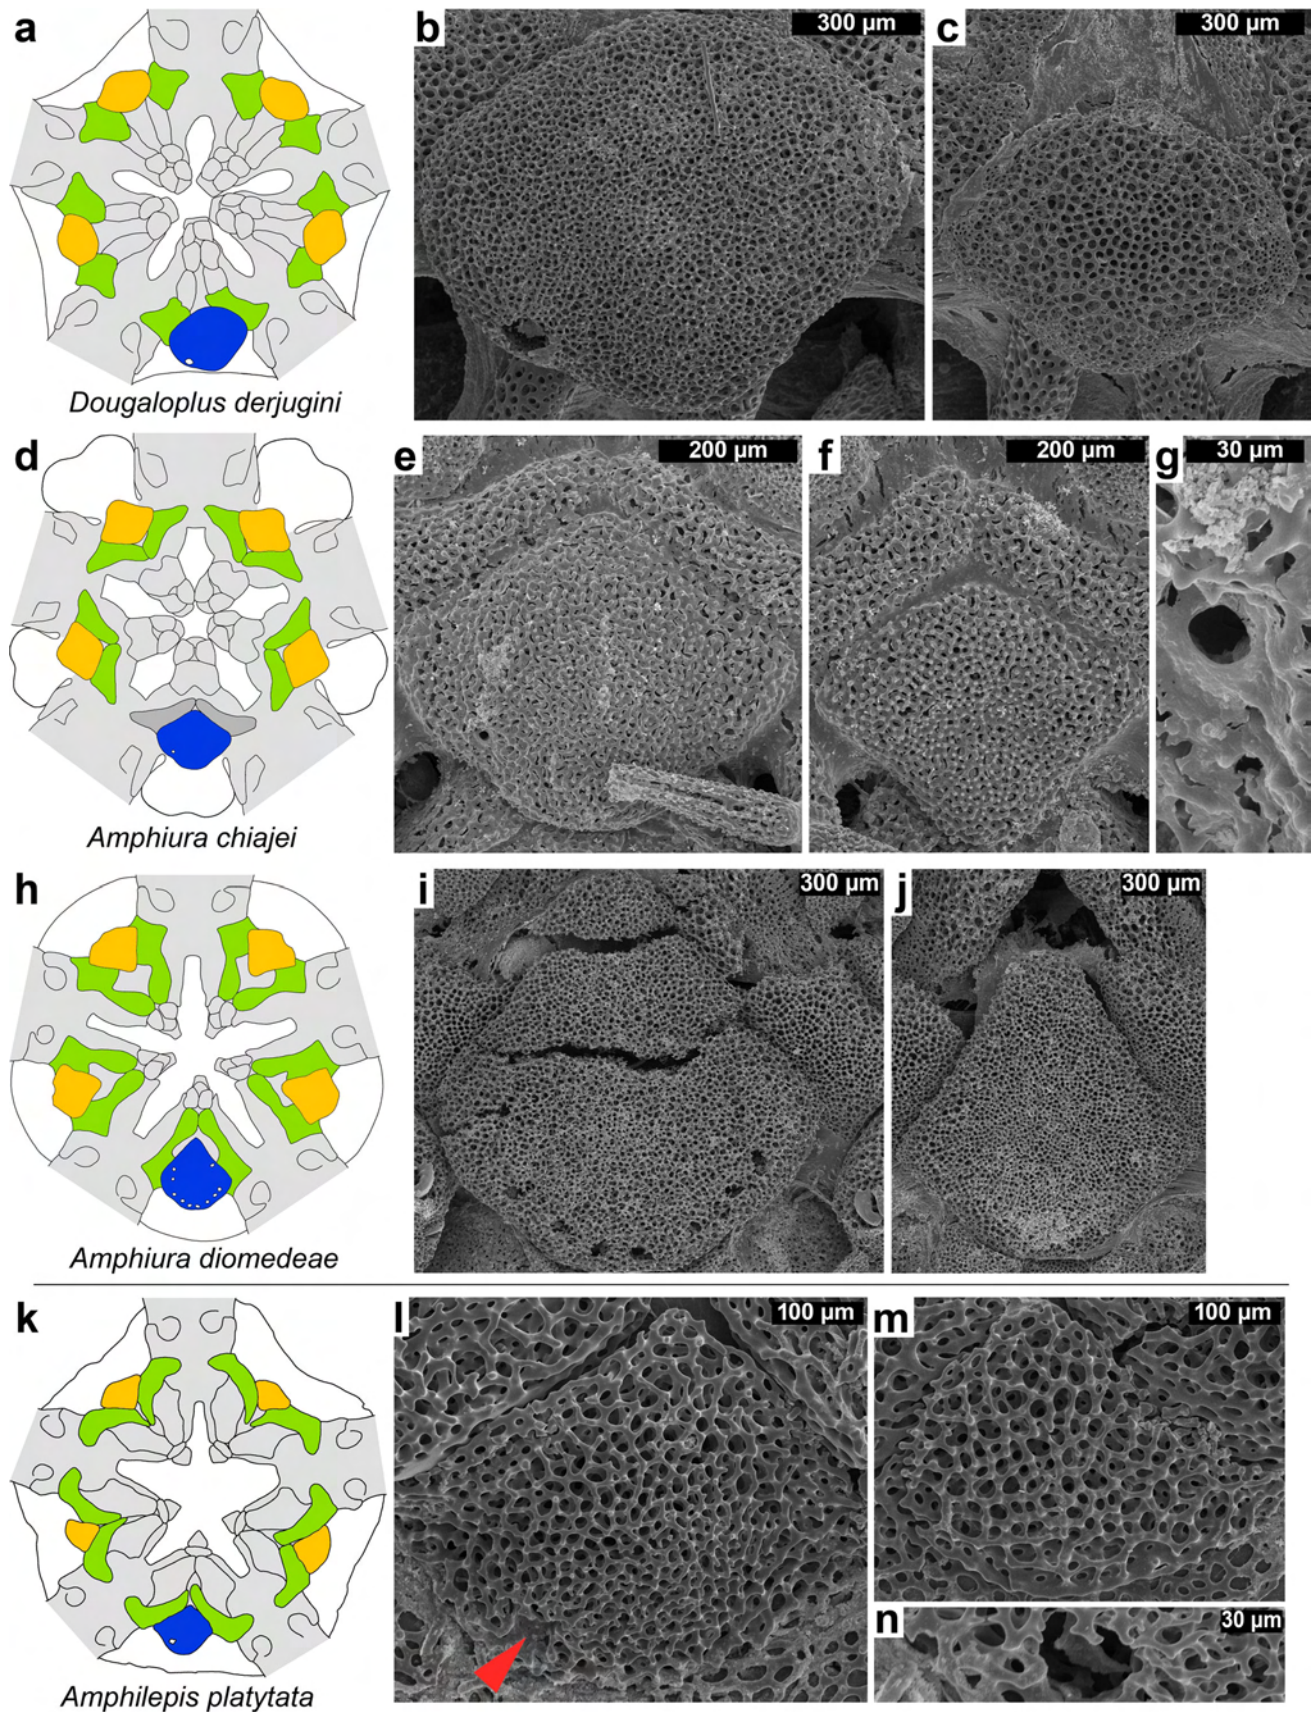 a
b
300 µm
c
300 µm
Dougaloplus derjugini
d
e
200 µm
f
200 µm
g
30 µm
Amphiura chiajei
h
i
300 µm
j
300 µm
Amphiura diomedeae
k
l
100 µm
m
100 µm
n
30 µm
Amphilepis platytata